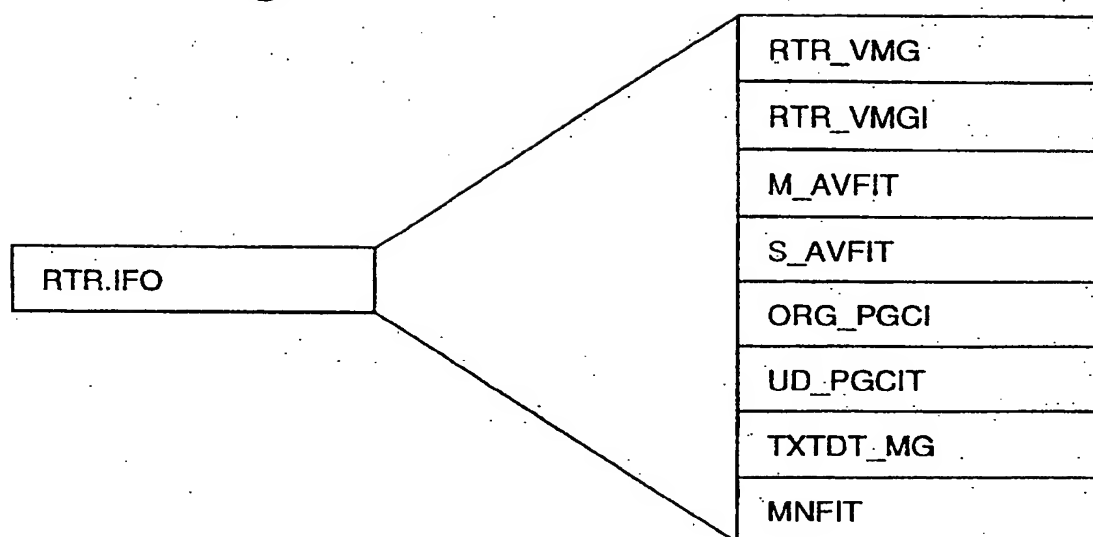 RTR.IFO
RTR_VMG
RTR_VMGI
M_AVFIT
S_AVFIT
ORG_PGCI
UD_PGCIT
TXTDT_MG
MNFIT